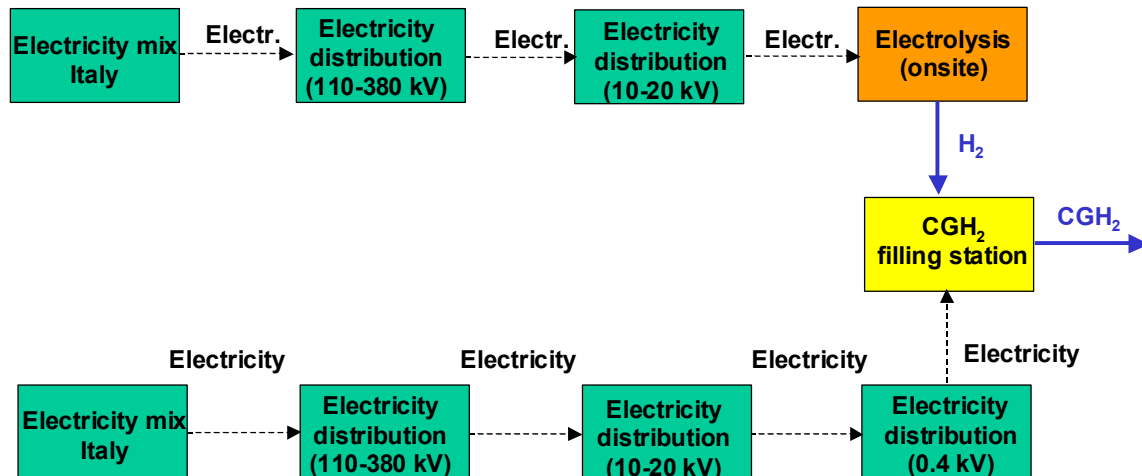 Electricity mix
Italy
Electr.
Electricity
distribution
(110-380 kV)
Electr.
Electricity
distribution
(10-20 kV)
Electr.
Electrolysis
(onsite)
H₂
CGH₂
filling station
CGH₂
Electricity
Electricity mix
Italy
Electricity
Electricity
distribution
(110-380 kV)
Electricity
Electricity
distribution
(10-20 kV)
Electricity
Electricity
distribution
(0.4 kV)